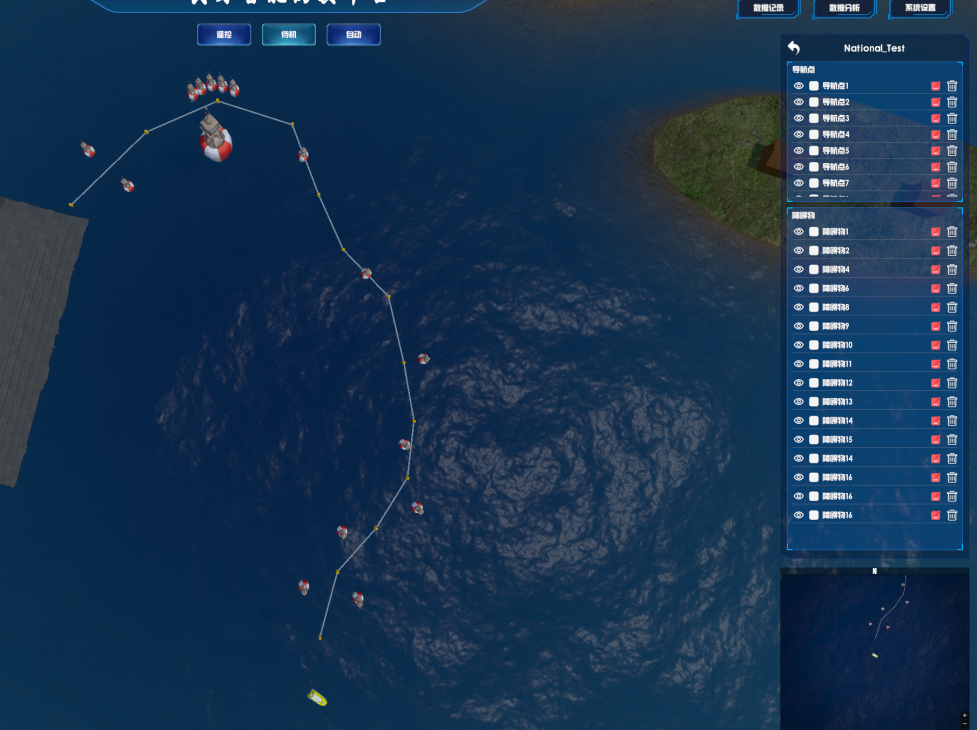 数据记录
数据分析
系统设置
遥控
待机
自动
National_Test
导航点
导航点1
导航点2
导航点3
导航点4
导航点5
导航点6
导航点7
障碍物
障碍物1
障碍物2
障碍物4
障碍物6
障碍物8
障碍物9
障碍物10
障碍物11
障碍物12
障碍物13
障碍物14
障碍物15
障碍物14
障碍物16
障碍物16
障碍物16
N